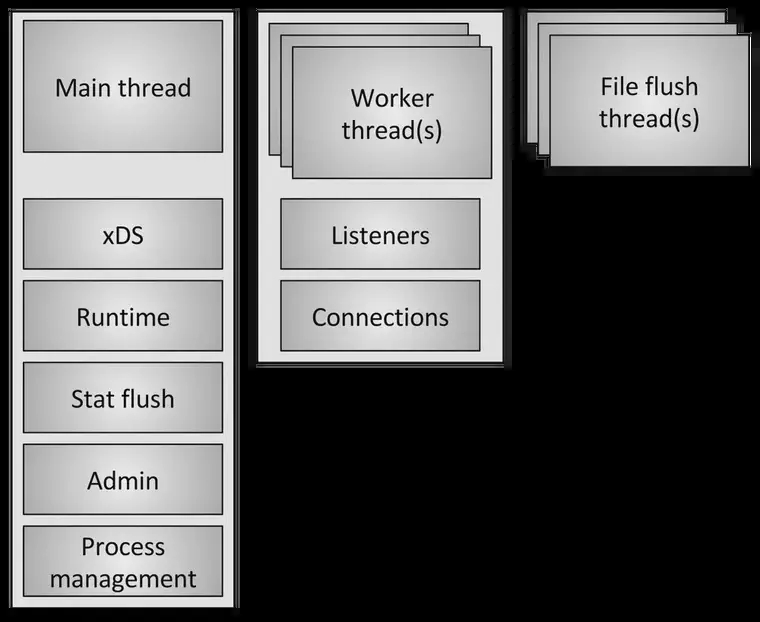 Main thread
xDS
Runtime
Stat flush
Admin
Process
management
Worker
thread(s)
Listeners
Connections
File flush
thread(s)